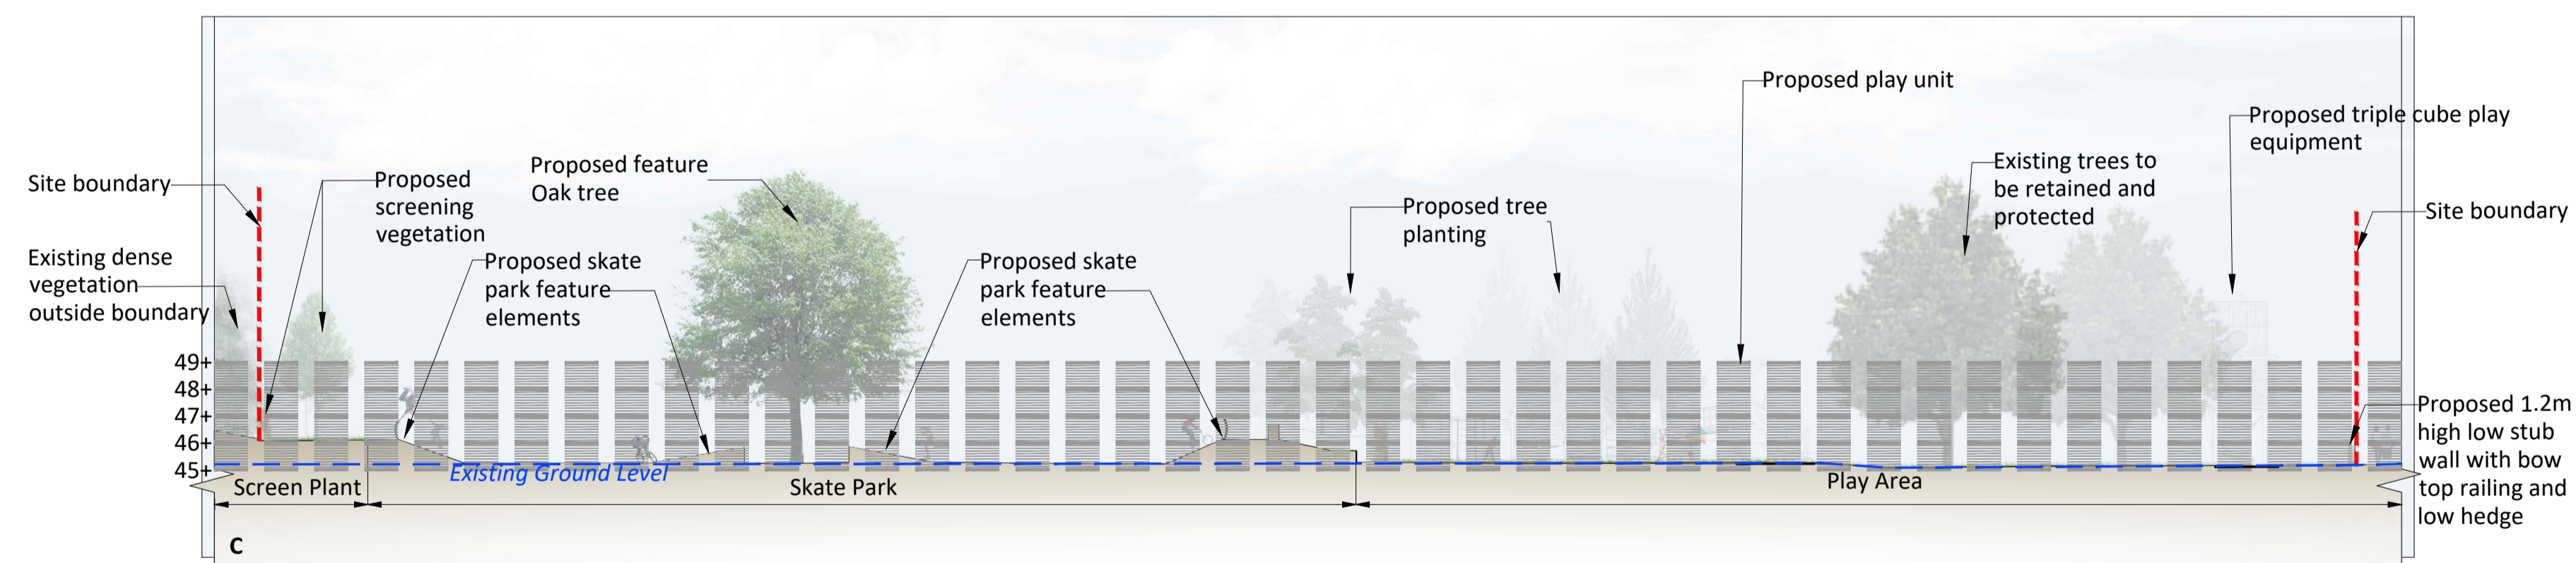 Proposed play unit
Proposed triple cube play
equipment
Existing trees to
be retained and
protected
Proposed feature
Oak tree
Site boundary
Proposed
screening
vegetation
Proposed tree
planting
Site boundary
Existing dense
vegetation
outside boundary
Proposed skate
park feature
elements
Proposed skate
park feature
elements
49+
48+
47+
46+
45+
Proposed 1.2m
high low stub
wall with bow
top railing and
low hedge
Existing Ground Level
Screen Plant
Skate Park
Play Area
C